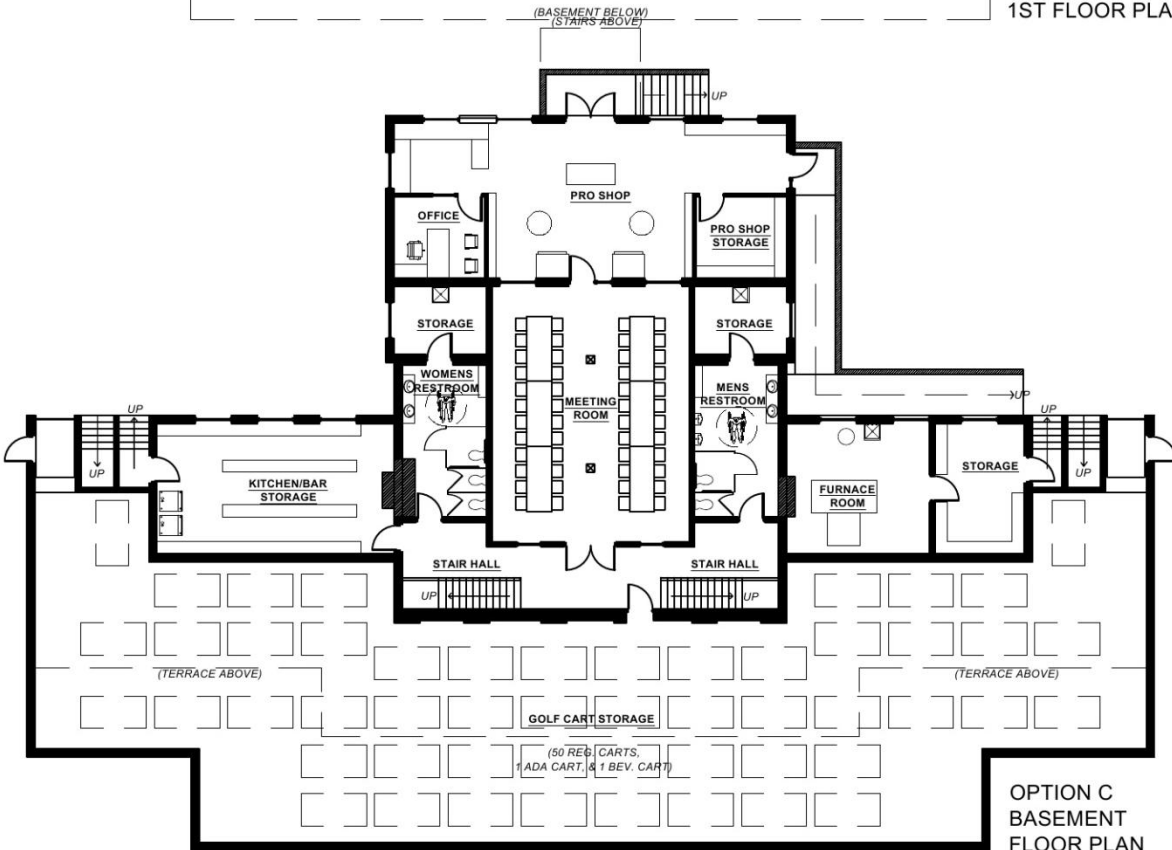 1ST FLOOR PLA
(BASEMENT BELOW)
(STAIRS ABOVE)
UP
PRO SHOP
OFFICE
PRO SHOP
STORAGE
STORAGE
STORAGE
WOMENS
RESTROOM
MENS
RESTROOM
MEETING
ROOM
UP
UP
UP
UP
UP
UP
KITCHEN/BAR
STORAGE
STORAGE
FURNACE
ROOM
STAIR HALL
STAIR HALL
UP
UP
(TERRACE ABOVE)
(TERRACE ABOVE)
GOLF CART STORAGE
(50 REG. CARTS,
1 ADA CART, & 1 BEV. CART)
OPTION C
BASEMENT
FLOOR PLAN